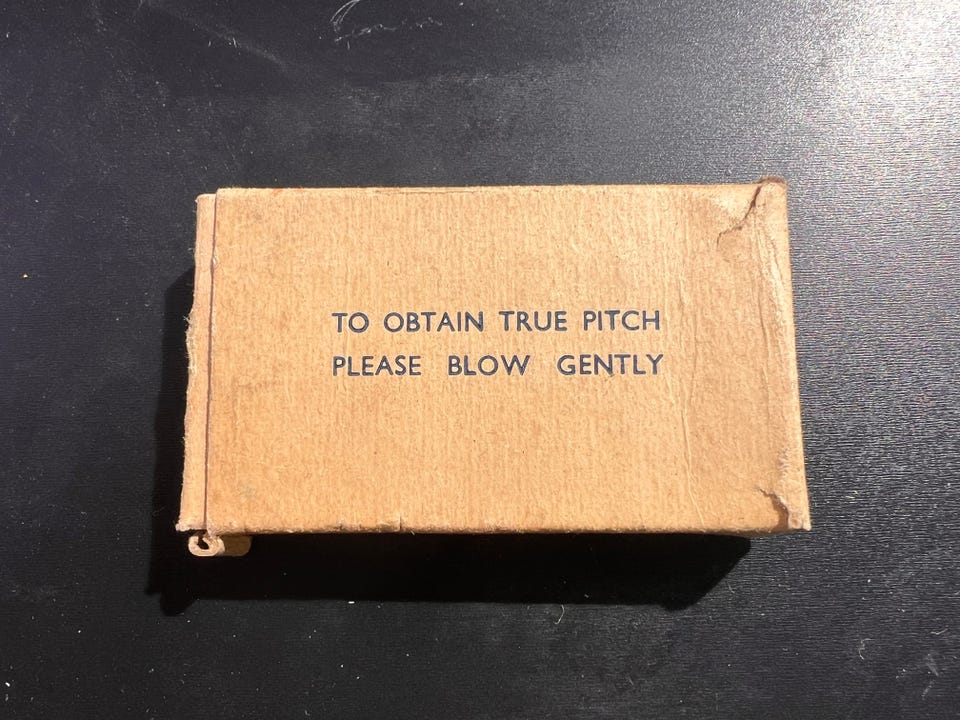 TO OBTAIN TRUE PITCH
PLEASE BLOW GENTLY